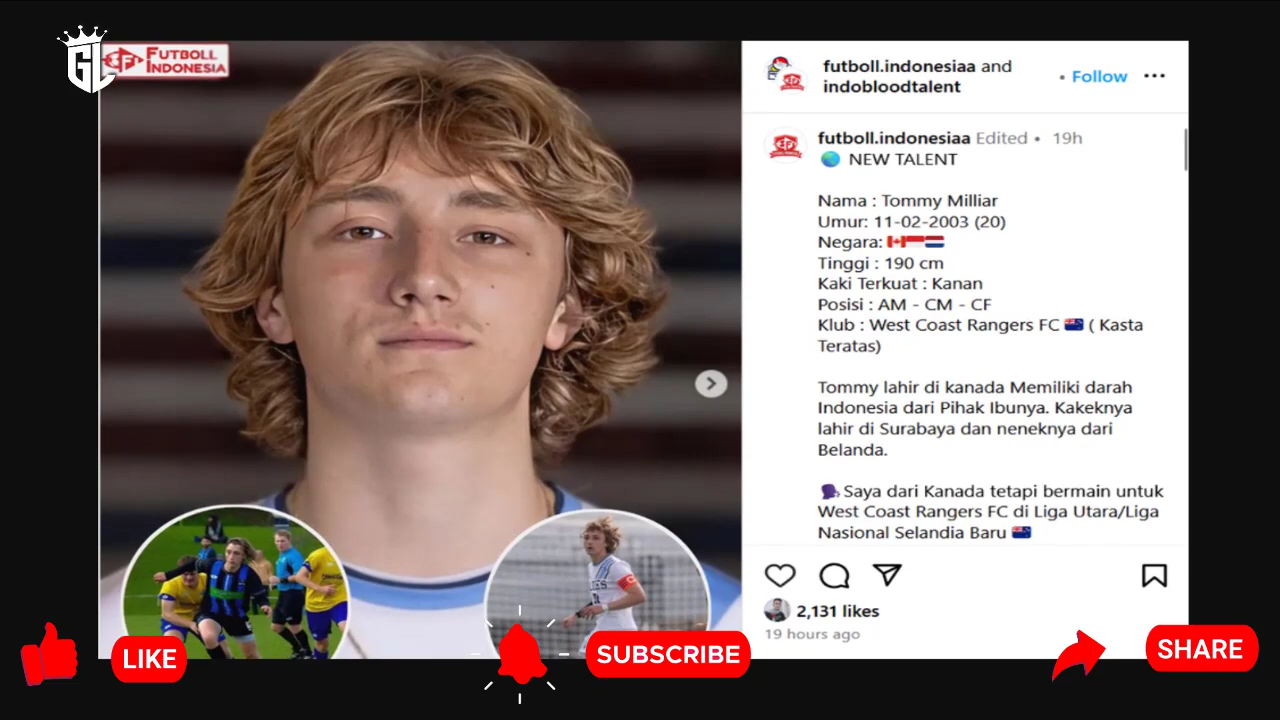 GL
FUTBOLL
INDONESIA
futboll.indonesiaa and
indobloodtalent
• Follow
futboll.indonesiaa Edited • 19h
NEW TALENT
Nama : Tommy Milliar
Umur: 11-02-2003 (20)
Negara:
Tinggi : 190 cm
Kaki Terkuat : Kanan
Posisi : AM - CM - CF
Klub : West Coast Rangers FC ( Kasta
Teratas)
Tommy lahir di kanada Memiliki darah
Indonesia dari Pihak Ibunya. Kakeknya
lahir di Surabaya dan neneknya dari
Belanda.
Saya dari Kanada tetapi bermain untuk
West Coast Rangers FC di Liga Utara/Liga
Nasional Selandia Baru
2,131 likes
19 hours ago
LIKE
SUBSCRIBE
SHARE